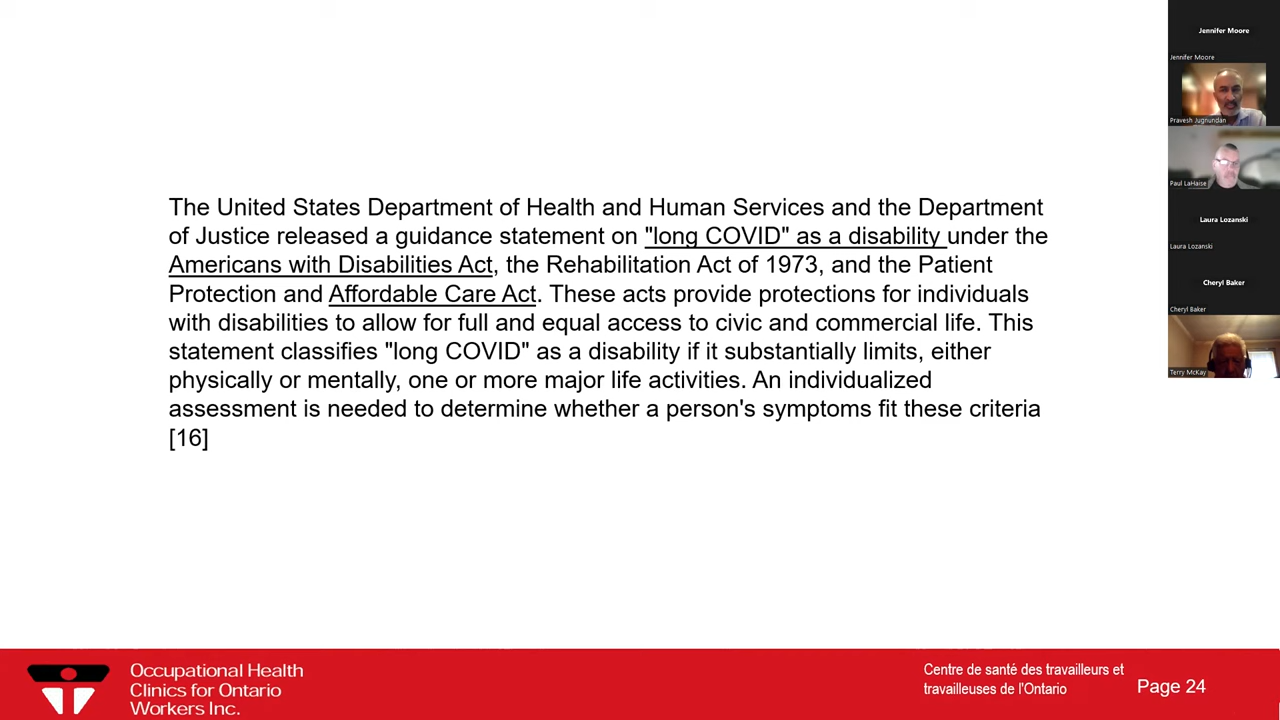 The United States Department of Health and Human Services and the Department
of Justice released a guidance statement on "long COVID" as a disability under the
Americans with Disabilities Act, the Rehabilitation Act of 1973, and the Patient
Protection and Affordable Care Act. These acts provide protections for individuals
with disabilities to allow for full and equal access to civic and commercial life. This
statement classifies "long COVID" as a disability if it substantially limits, either
physically or mentally, one or more major life activities. An individualized
assessment is needed to determine whether a person's symptoms fit these criteria
[16]
Jennifer Moore
Jennifer Moore
Pravesh Jugnundan
Paul LaHaise
Laura Lozanski
Laura Lozanski
Cheryl Baker
Cheryl Baker
Terry McKay
Occupational Health
Clinics for Ontario
Workers Inc.
Centre de santé des travailleurs et
travailleuses de l'Ontario
Page 24